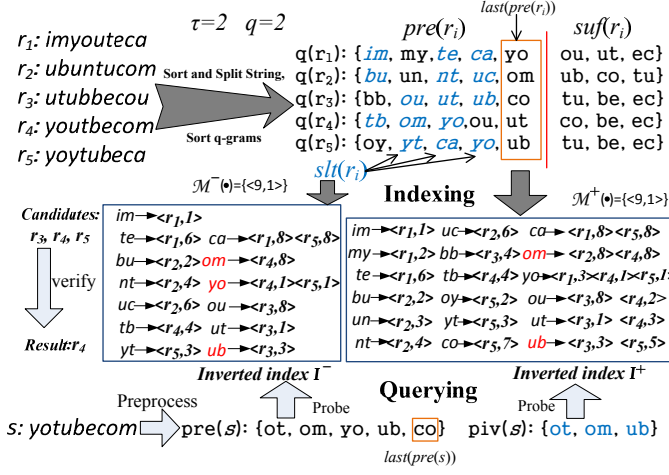 τ=2 q=2
pre(ri) last(pre(ri)) suf(ri)
r1: imyouteca
r2: ubuntucom
r3: utubbecou
r4: youtbecom
r5: yoytubeca
Sort and Split String,
Sort q-grams
q(r1): {im, my, te, ca, yo ou, ut, ec}
q(r2): {bu, un, nt, uc, om ub, co, tu}
q(r3): {bb, ou, ut, ub, co tu, be, ec}
q(r4): {tb, om, yo, ou, ut co, be, ec}
q(r5): {oy, yt, ca, yo, ub tu, be, ec}
slt(ri)
Indexing
M−(•)={<9,1>}
M+(•)={<9,1>}
Candidates:
r3, r4, r5
verify
Result:r4
im <r1,1>
te <r1,6> ca <r1,8><r5,8>
bu <r2,2> om <r4,8>
nt <r2,4> yo <r4,1><r5,1>
uc <r2,6> ou <r3,8>
tb <r4,4> ut <r3,1>
yt <r5,3> ub <r3,3>
Inverted index I−
im <r1,1> uc <r2,6> ca <r1,8><r5,8>
my <r1,2> bb <r3,4> om <r2,8><r4,8>
te <r1,6> tb <r4,4> yo <r1,3><r4,1><r5,1>
bu <r2,2> oy <r5,2> ou <r3,8> <r4,2>
un <r2,3> yt <r5,3> ut <r3,1> <r4,3>
nt <r2,4> co <r5,7> ub <r3,3> <r5,5>
Inverted index I+
Querying
Probe
Probe
s: yotubecom
Preprocess
pre(s): {ot, om, yo, ub, co}
last(pre(s))
piv(s): {ot, om, ub}